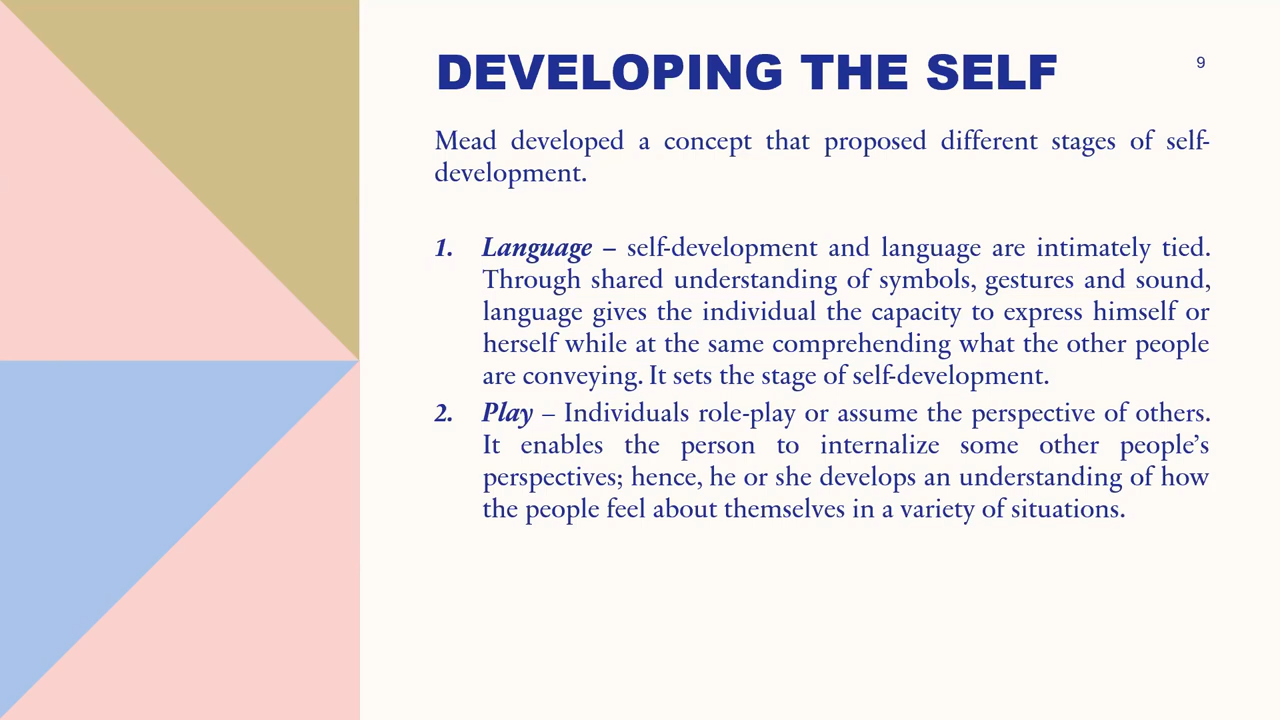 DEVELOPING THE SELF
9
Mead developed a concept that proposed different stages of self-
development.
1. Language – self-development and language are intimately tied.
Through shared understanding of symbols, gestures and sound,
language gives the individual the capacity to express himself or
herself while at the same comprehending what the other people
are conveying. It sets the stage of self-development.
2. Play – Individuals role-play or assume the perspective of others.
It enables the person to internalize some other people’s
perspectives; hence, he or she develops an understanding of how
the people feel about themselves in a variety of situations.